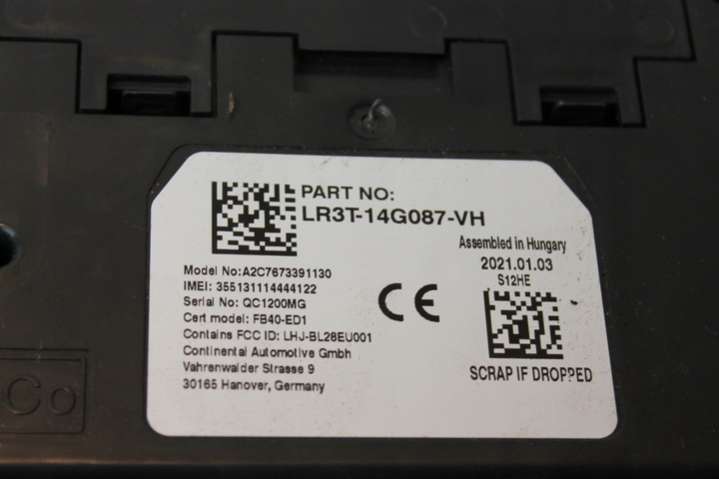 PART NO:
LR3T-14G087-VH
Assembled in Hungary
2021.01.03
S12HE
Model No:A2C7673391130
IMEI: 355131114444122
Serial No: QC1200MG
Cert model: FB40-ED1
Contains FCC ID: LHJ-BL28EU001
Continental Automotive Gmbh
Vahrenwalder Strasse 9
30165 Hanover, Germany
CE
SCRAP IF DROPPED
Co